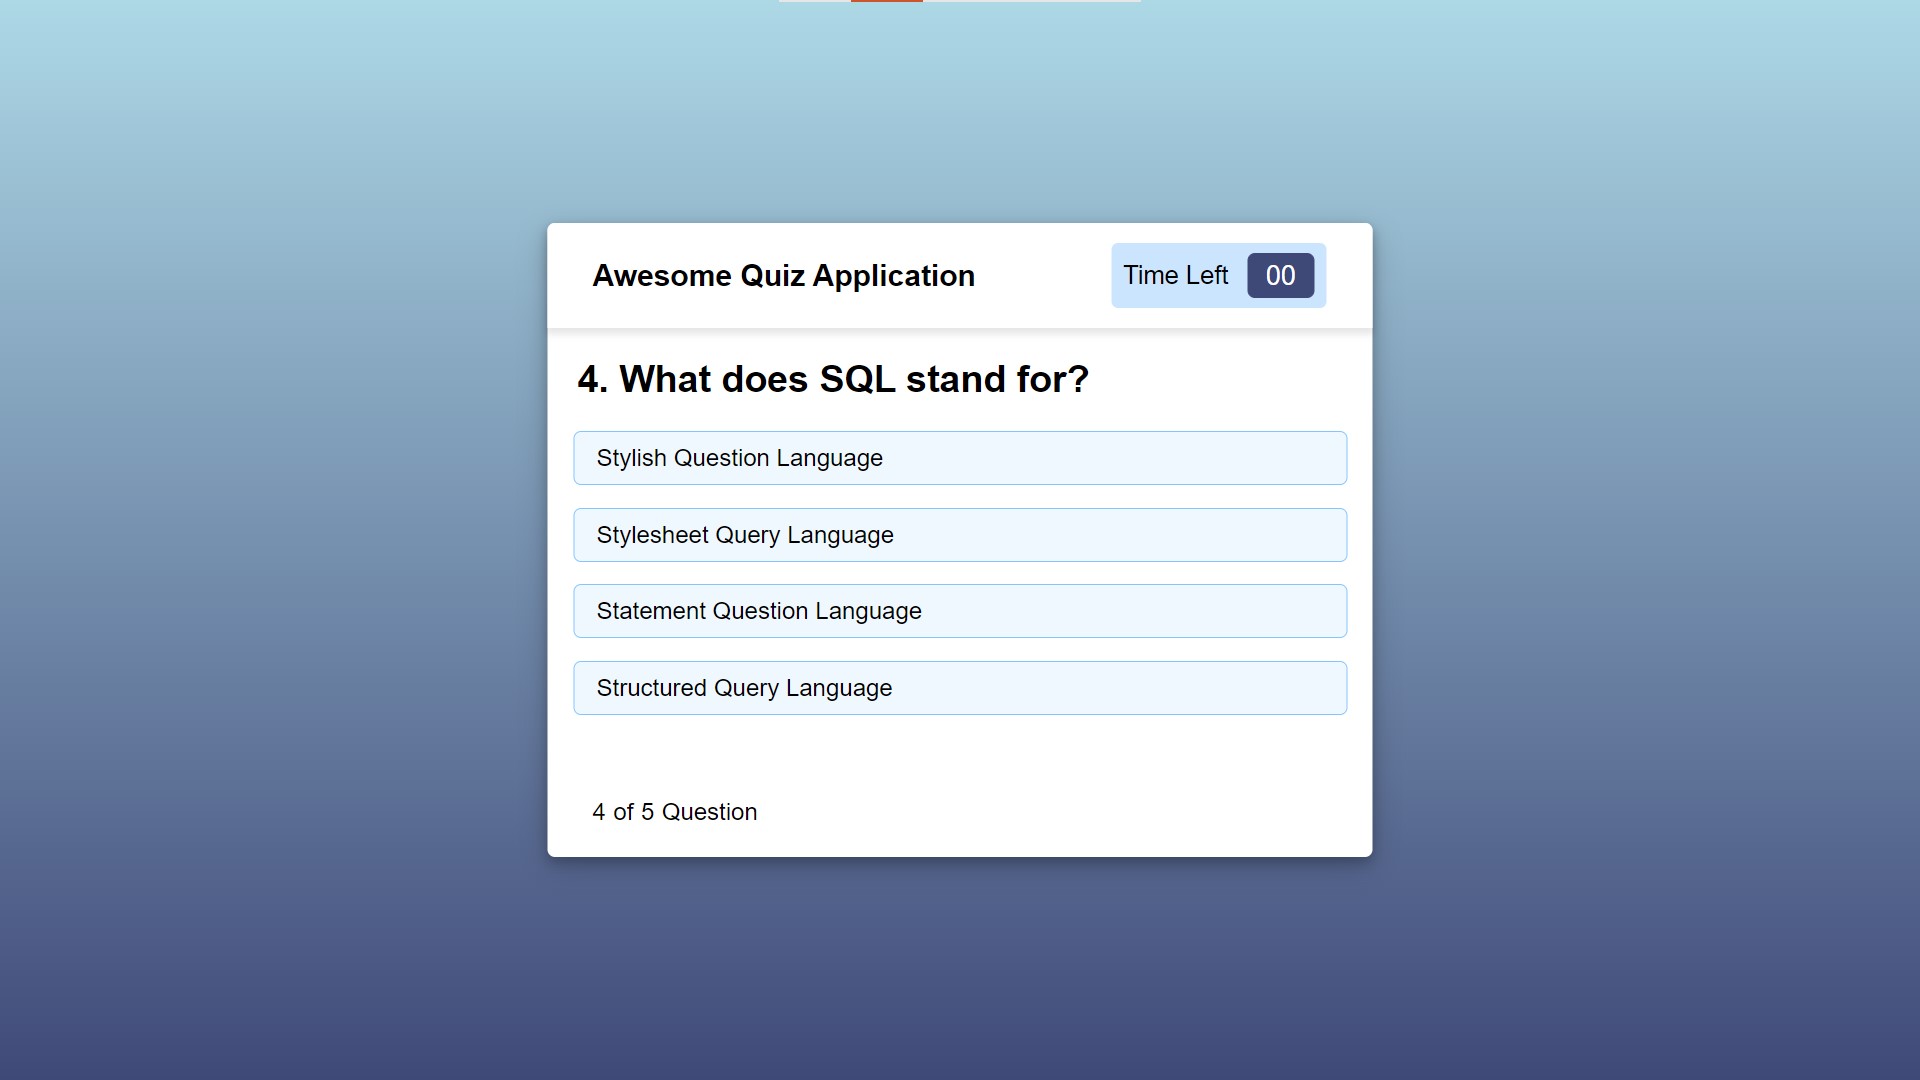 Awesome Quiz Application
Time Left 00
4. What does SQL stand for?
Stylish Question Language
Stylesheet Query Language
Statement Question Language
Structured Query Language
4 of 5 Question